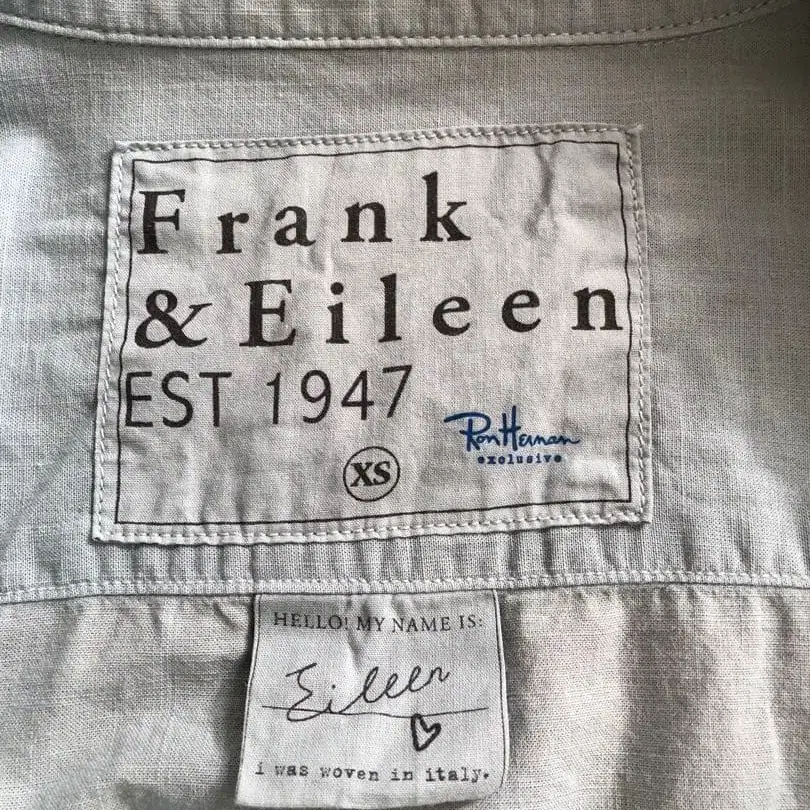 Frank
& Eileen
EST 1947
Ron Herman
exclusive
XS
HELLO! MY NAME IS:
Eileen
i was woven in italy.